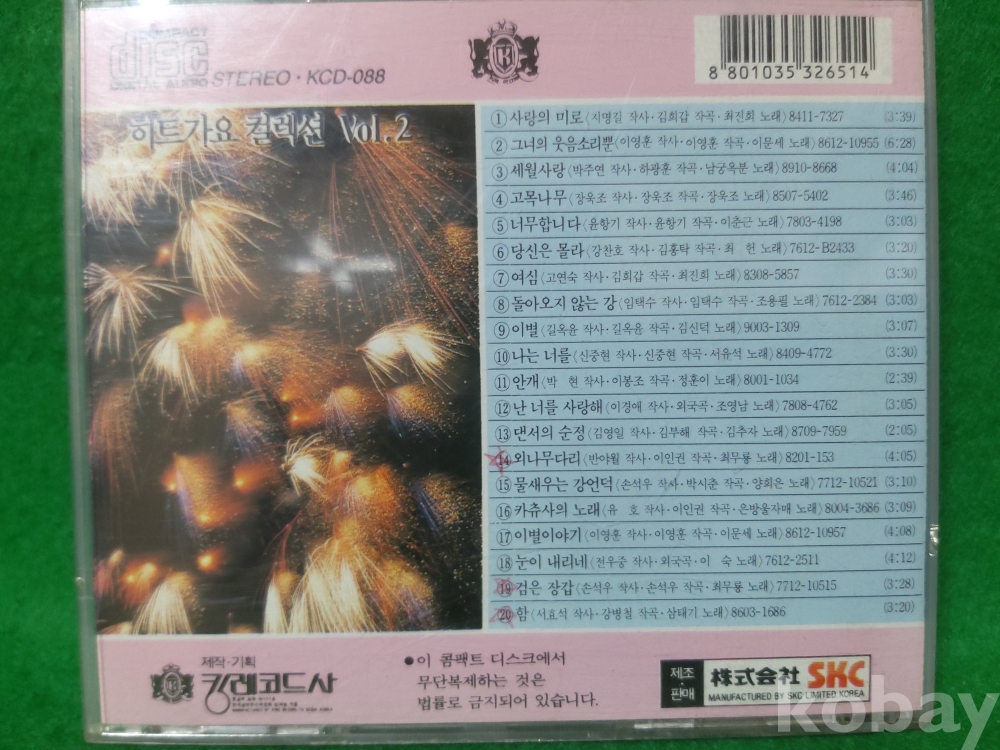 COMPACT
disc
DIGITAL AUDIO
STEREO · KCD-088
K
8 801035 326514
히트가요 컬렉션 Vol.2
① 사랑의 미로 (지명길 작사·김희갑 작곡·최진희 노래) 8411-7327 (3:39)
② 그녀의 웃음소리뿐 (이영훈 작사·이영훈 작곡·이문세 노래) 8612-10955 (6:28)
③ 세월사랑 (박주연 작사·하광훈 작곡·남궁옥분 노래) 8910-8668 (4:04)
④ 고목나무 (장욱조 작사·장욱조 작곡·장욱조 노래) 8507-5402 (3:46)
⑤ 너무합니다 (윤항기 작사·윤항기 작곡·이춘근 노래) 7803-4198 (3:03)
⑥ 당신은 몰라 (강찬호 작사·김홍탁 작곡·최 헌 노래) 7612-B2433 (3:20)
⑦ 여심 (고연숙 작사·김희갑 작곡·최진희 노래) 8308-5857 (3:30)
⑧ 돌아오지 않는 강 (임택수 작사·임택수 작곡·조용필 노래) 7612-2384 (3:03)
⑨ 이별 (길옥윤 작사·길옥윤 작곡·김신덕 노래) 9003-1309 (3:07)
⑩ 나는 너를 (신중현 작사·신중현 작곡·서유석 노래) 8409-4772 (3:30)
⑪ 안개 (박 현 작사·이봉조 작곡·정훈이 노래) 8001-1034 (2:39)
⑫ 난 너를 사랑해 (이경애 작사·외국곡·조영남 노래) 7808-4762 (3:05)
⑬ 댄서의 순정 (김영일 작사·김부해 작곡·김추자 노래) 8709-7959 (2:05)
⑭ 외나무다리 (반야월 작사·이인권 작곡·최무룡 노래) 8201-153 (4:05)
⑮ 물새우는 강언덕 (손석우 작사·박시춘 작곡·양희은 노래) 7712-10521 (3:10)
⑯ 카츄사의 노래 (유 호 작사·이인권 작곡·은방울자매 노래) 8004-3686 (3:09)
⑰ 이별이야기 (이영훈 작사·이영훈 작곡·이문세 노래) 8612-10957 (4:08)
⑱ 눈이 내리네 (전우중 작사·외국곡·이 숙 노래) 7612-2511 (4:12)
⑲ 검은 장갑 (손석우 작사·손석우 작곡·최무룡 노래) 7712-10515 (3:28)
⑳ 함 (서효석 작사·강병철 작곡·삼태기 노래) 8603-1686 (3:20)
제작·기획
킹레코드사
● 이 콤팩트 디스크에서
무단복제하는 것은
법률로 금지되어 있습니다.
제조·판매
株式会社 SKC
MANUFACTURED BY SKC LIMITED, KOREA
kobay